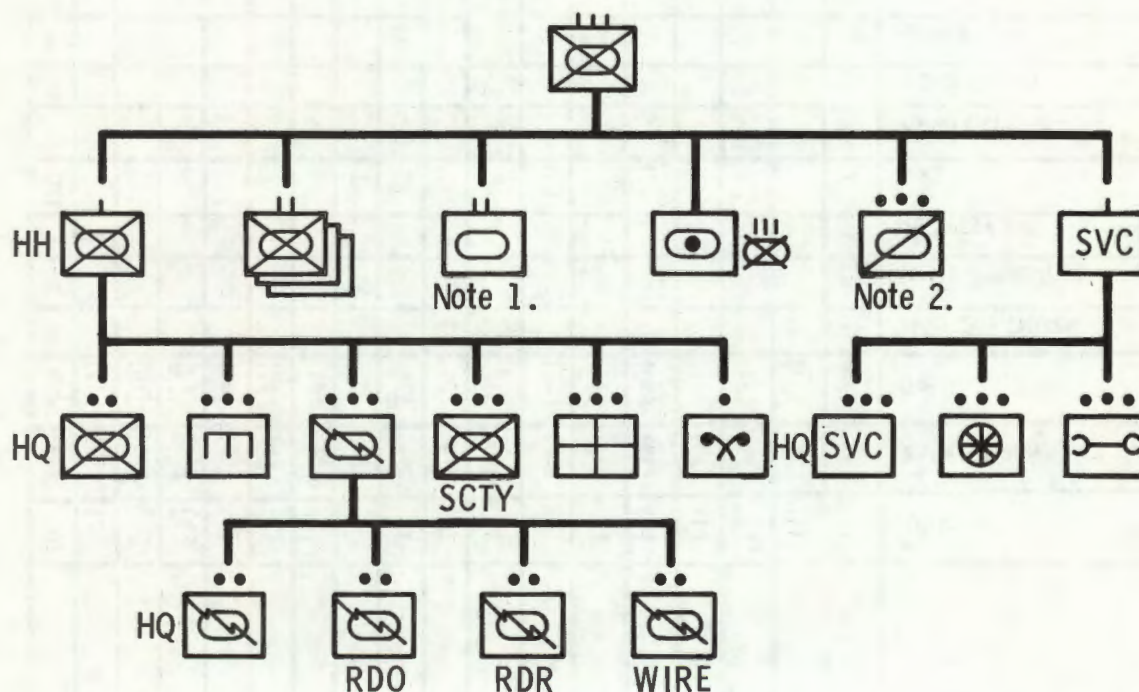 HH
SVC
Note 1.
Note 2.
HQ
HQ
SVC
SCTY
HQ
RDO
RDR
WIRE